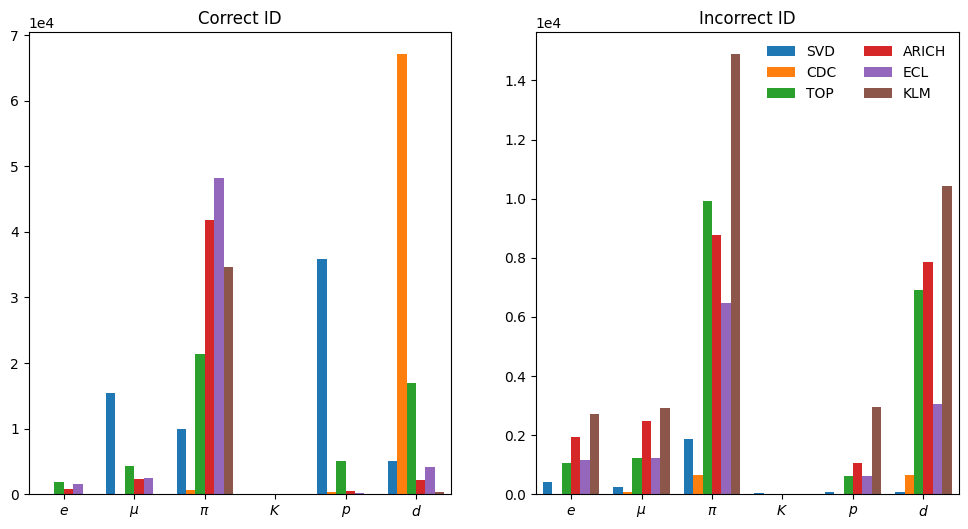 Correct ID
1e4
7
6
5
4
3
2
1
0
e μ π K p d
Incorrect ID
1e4
1.4
1.2
1.0
0.8
0.6
0.4
0.2
0.0
SVD
CDC
TOP
ARICH
ECL
KLM
e μ π K p d